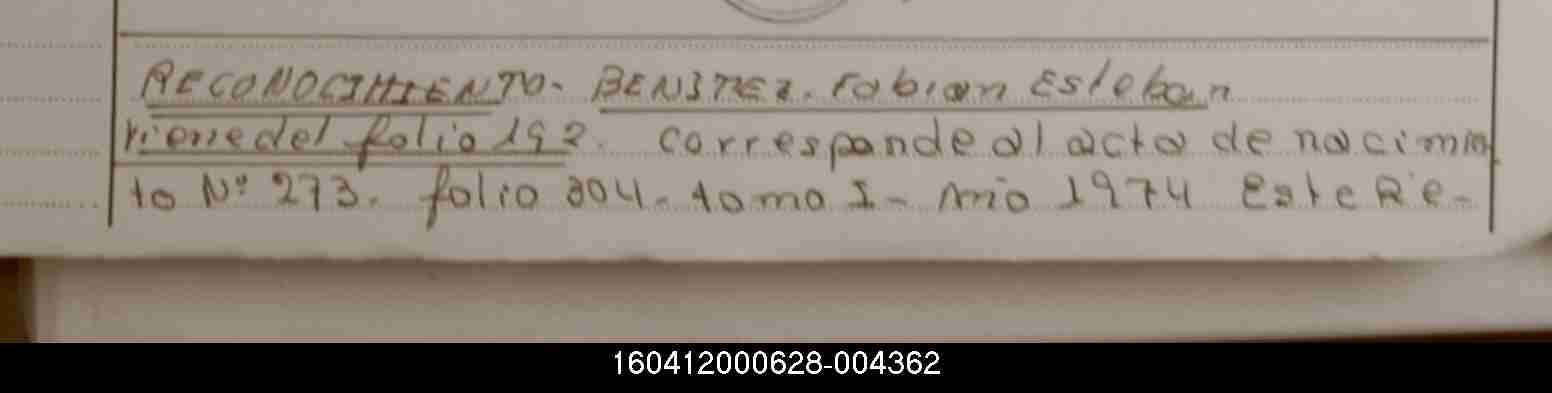 RECONOCIMIENTO- BENITEZ. Fabian Esteban
viene del folio 192. Corresponde al acta de nacimien
to Nº 273. folio 304- tomo I- Año 1974 Este Re-
160412000628-004362